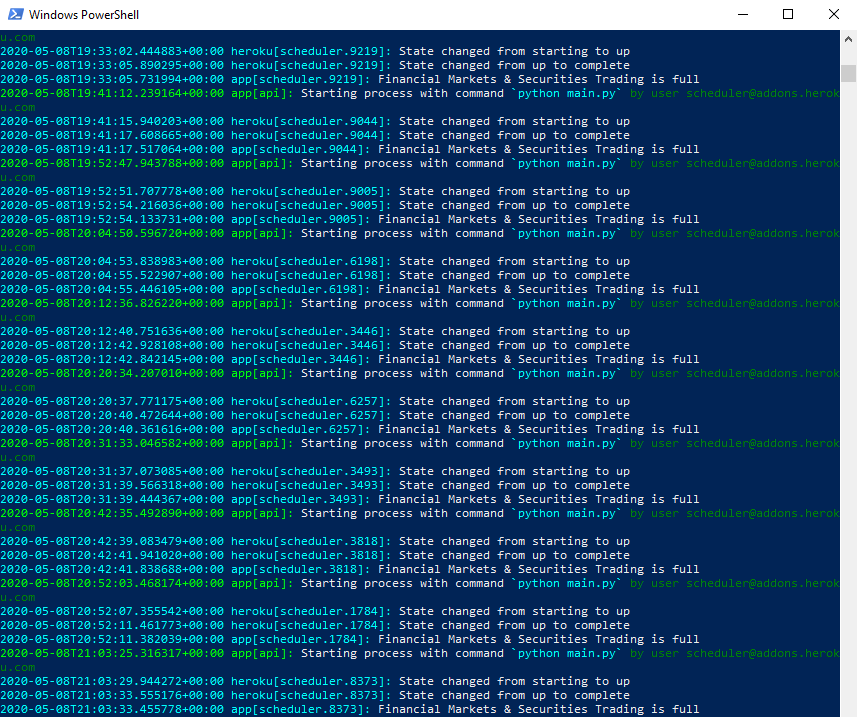 Windows PowerShell
u.com
2020-05-08T19:33:02.444883+00:00 heroku[scheduler.9219]: State changed from starting to up
2020-05-08T19:33:05.890295+00:00 heroku[scheduler.9219]: State changed from up to complete
2020-05-08T19:33:05.731994+00:00 app[scheduler.9219]: Financial Markets & Securities Trading is full
2020-05-08T19:41:12.239164+00:00 app[api]: Starting process with command `python main.py` by user scheduler@addons.herok
u.com
2020-05-08T19:41:15.940203+00:00 heroku[scheduler.9044]: State changed from starting to up
2020-05-08T19:41:17.608665+00:00 heroku[scheduler.9044]: State changed from up to complete
2020-05-08T19:41:17.517064+00:00 app[scheduler.9044]: Financial Markets & Securities Trading is full
2020-05-08T19:52:47.943788+00:00 app[api]: Starting process with command `python main.py` by user scheduler@addons.herok
u.com
2020-05-08T19:52:51.707778+00:00 heroku[scheduler.9005]: State changed from starting to up
2020-05-08T19:52:54.216036+00:00 heroku[scheduler.9005]: State changed from up to complete
2020-05-08T19:52:54.133731+00:00 app[scheduler.9005]: Financial Markets & Securities Trading is full
2020-05-08T20:04:50.596720+00:00 app[api]: Starting process with command `python main.py` by user scheduler@addons.herok
u.com
2020-05-08T20:04:53.838983+00:00 heroku[scheduler.6198]: State changed from starting to up
2020-05-08T20:04:55.522907+00:00 heroku[scheduler.6198]: State changed from up to complete
2020-05-08T20:04:55.446105+00:00 app[scheduler.6198]: Financial Markets & Securities Trading is full
2020-05-08T20:12:36.826220+00:00 app[api]: Starting process with command `python main.py` by user scheduler@addons.herok
u.com
2020-05-08T20:12:40.751636+00:00 heroku[scheduler.3446]: State changed from starting to up
2020-05-08T20:12:42.928108+00:00 heroku[scheduler.3446]: State changed from up to complete
2020-05-08T20:12:42.842145+00:00 app[scheduler.3446]: Financial Markets & Securities Trading is full
2020-05-08T20:20:34.207010+00:00 app[api]: Starting process with command `python main.py` by user scheduler@addons.herok
u.com
2020-05-08T20:20:37.771175+00:00 heroku[scheduler.6257]: State changed from starting to up
2020-05-08T20:20:40.472644+00:00 heroku[scheduler.6257]: State changed from up to complete
2020-05-08T20:20:40.361616+00:00 app[scheduler.6257]: Financial Markets & Securities Trading is full
2020-05-08T20:31:33.046582+00:00 app[api]: Starting process with command `python main.py` by user scheduler@addons.herok
u.com
2020-05-08T20:31:37.073085+00:00 heroku[scheduler.3493]: State changed from starting to up
2020-05-08T20:31:39.566318+00:00 heroku[scheduler.3493]: State changed from up to complete
2020-05-08T20:31:39.444367+00:00 app[scheduler.3493]: Financial Markets & Securities Trading is full
2020-05-08T20:42:35.492890+00:00 app[api]: Starting process with command `python main.py` by user scheduler@addons.herok
u.com
2020-05-08T20:42:39.083479+00:00 heroku[scheduler.3818]: State changed from starting to up
2020-05-08T20:42:41.941020+00:00 heroku[scheduler.3818]: State changed from up to complete
2020-05-08T20:42:41.838688+00:00 app[scheduler.3818]: Financial Markets & Securities Trading is full
2020-05-08T20:52:03.468174+00:00 app[api]: Starting process with command `python main.py` by user scheduler@addons.herok
u.com
2020-05-08T20:52:07.355542+00:00 heroku[scheduler.1784]: State changed from starting to up
2020-05-08T20:52:11.461773+00:00 heroku[scheduler.1784]: State changed from up to complete
2020-05-08T20:52:11.382039+00:00 app[scheduler.1784]: Financial Markets & Securities Trading is full
2020-05-08T21:03:25.316317+00:00 app[api]: Starting process with command `python main.py` by user scheduler@addons.herok
u.com
2020-05-08T21:03:29.944272+00:00 heroku[scheduler.8373]: State changed from starting to up
2020-05-08T21:03:33.555176+00:00 heroku[scheduler.8373]: State changed from up to complete
2020-05-08T21:03:33.455778+00:00 app[scheduler.8373]: Financial Markets & Securities Trading is full